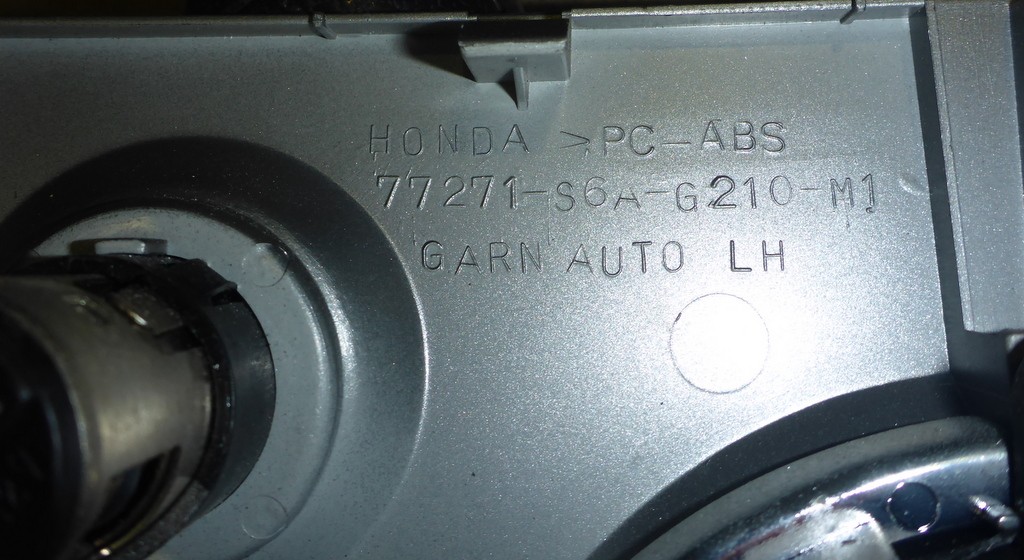 HONDA >PC-ABS
77271-S6A-G210-M1
GARN AUTO LH